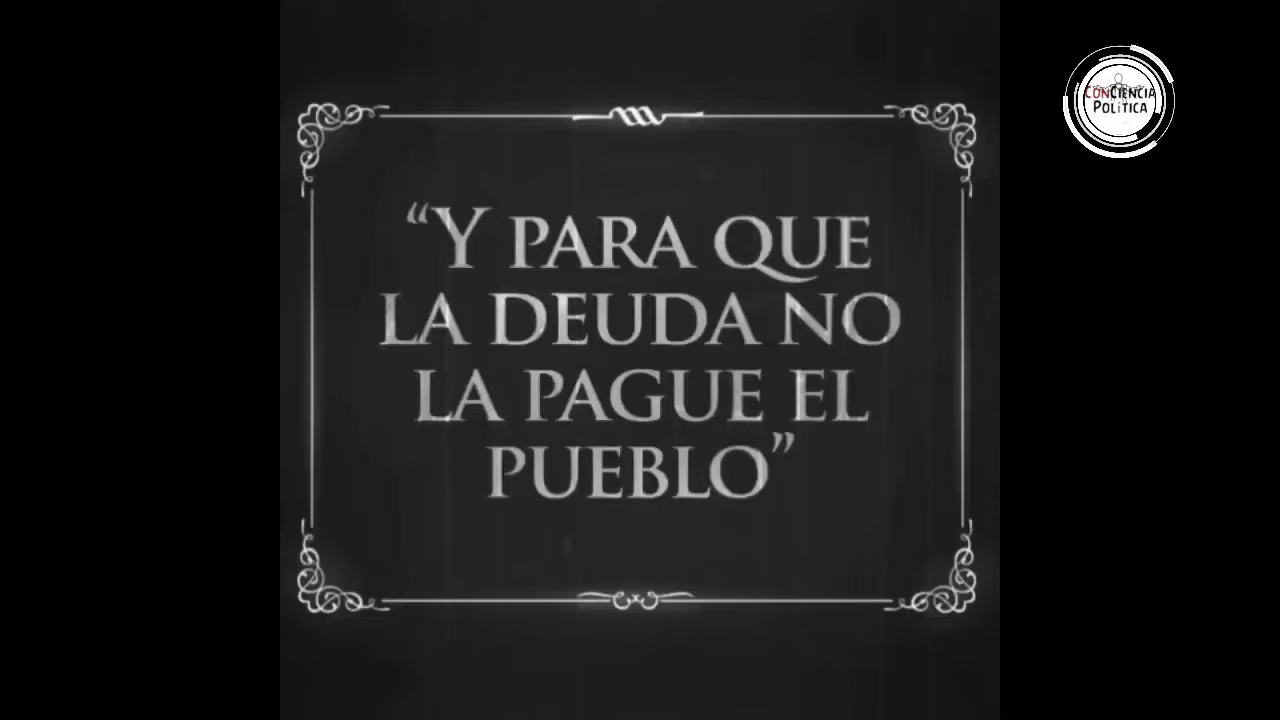 CONCIENCIA
POLÍTICA
“Y PARA QUE
LA DEUDA NO
LA PAGUE EL
PUEBLO”